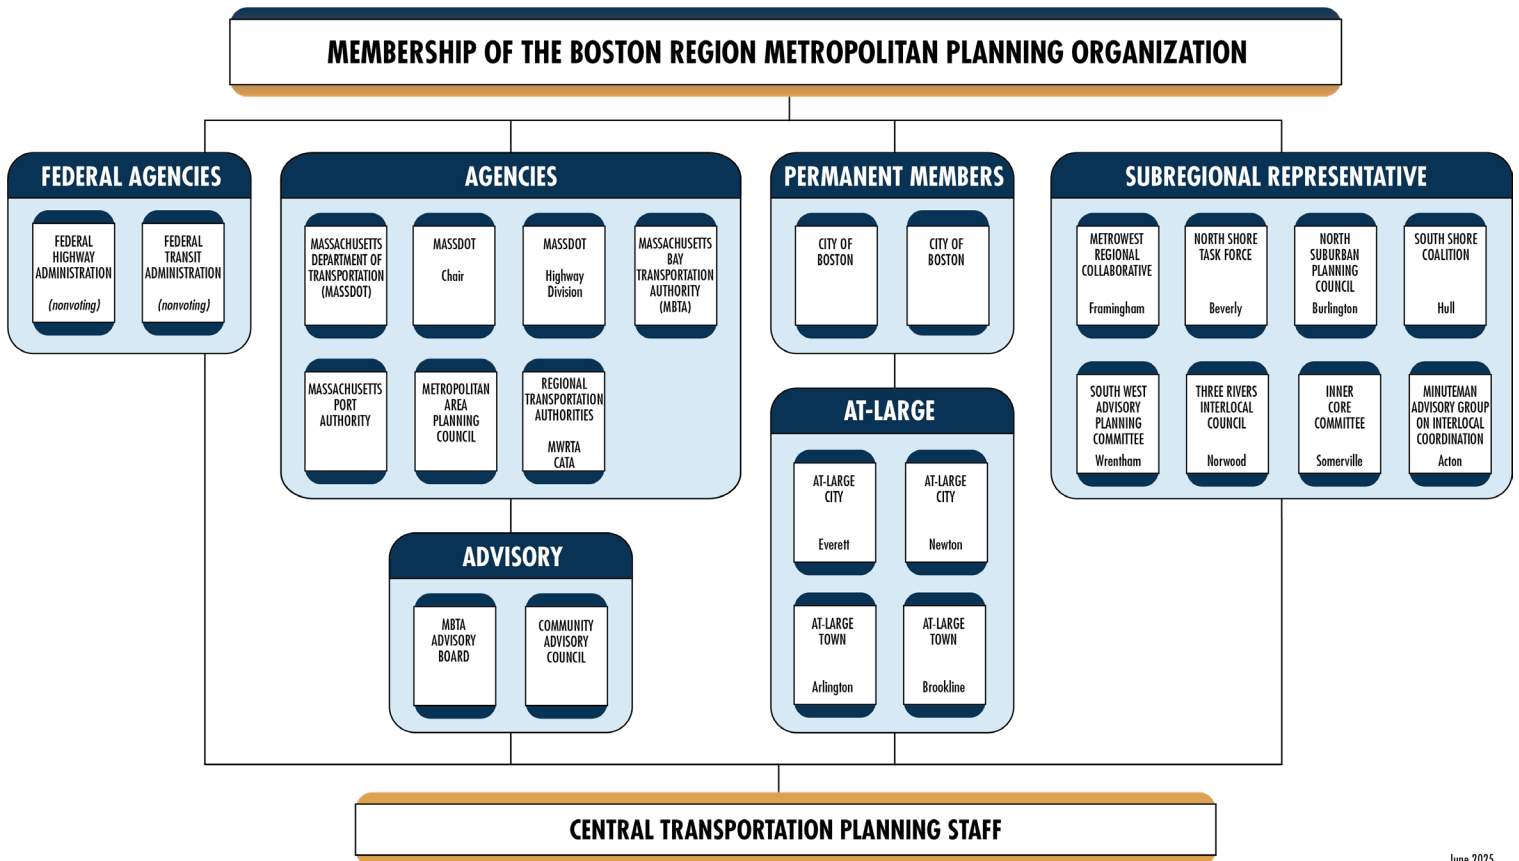 MEMBERSHIP OF THE BOSTON REGION METROPOLITAN PLANNING ORGANIZATION
FEDERAL AGENCIES
FEDERAL
HIGHWAY
ADMINISTRATION
(nonvoting)
FEDERAL
TRANSIT
ADMINISTRATION
(nonvoting)
AGENCIES
MASSACHUSETTS
DEPARTMENT OF
TRANSPORTATION
(MASSDOT)
MASSDOT
Chair
MASSDOT
Highway
Division
MASSACHUSETTS
BAY
TRANSPORTATION
AUTHORITY
(MBTA)
MASSACHUSETTS
PORT
AUTHORITY
METROPOLITAN
AREA
PLANNING
COUNCIL
REGIONAL
TRANSPORTATION
AUTHORITIES
MWRTA
CATA
ADVISORY
MBTA
ADVISORY
BOARD
COMMUNITY
ADVISORY
COUNCIL
PERMANENT MEMBERS
CITY OF
BOSTON
CITY OF
BOSTON
AT-LARGE
AT-LARGE
CITY
Everett
AT-LARGE
CITY
Newton
AT-LARGE
TOWN
Arlington
AT-LARGE
TOWN
Brookline
SUBREGIONAL REPRESENTATIVE
METROWEST
REGIONAL
COLLABORATIVE
Framingham
NORTH SHORE
TASK FORCE
Beverly
NORTH
SUBURBAN
PLANNING
COUNCIL
Burlington
SOUTH SHORE
COALITION
Hull
SOUTH WEST
ADVISORY
PLANNING
COMMITTEE
Wrentham
THREE RIVERS
INTERLOCAL
COUNCIL
Norwood
INNER
CORE
COMMITTEE
Somerville
MINUTEMAN
ADVISORY GROUP
ON INTERLOCAL
COORDINATION
Acton
CENTRAL TRANSPORTATION PLANNING STAFF
June 2025